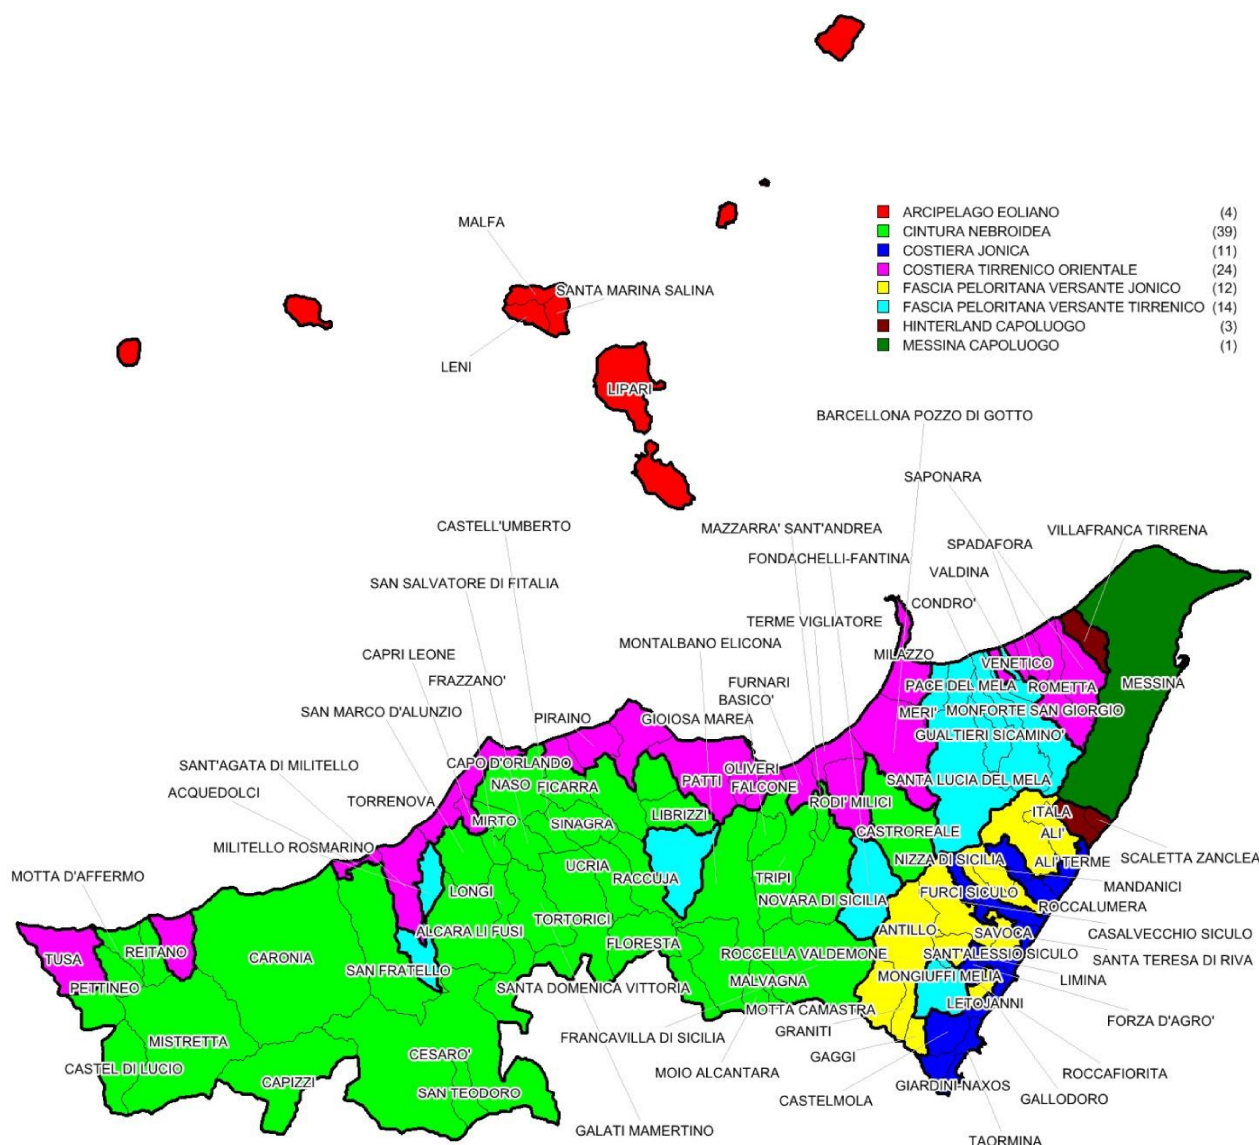 MALFA
SANTA MARINA SALINA
LENI
LIPARI
ARCIPELAGO EOLIANO (4)
CINTURA NEBROIDEA (39)
COSTIERA JONICA (11)
COSTIERA TIRRENICO ORIENTALE (24)
FASCIA PELORITANA VERSANTE JONICO (12)
FASCIA PELORITANA VERSANTE TIRRENICO (14)
HINTERLAND CAPOLUOGO (3)
MESSINA CAPOLUOGO (1)
BARCELLONA POZZO DI GOTTO
SAPONARA
CASTELL'UMBERTO
MAZZARRA' SANT'ANDREA
VILLAFRANCA TIRRENA
SPADAFORA
FONDACHELLI-FANTINA
VALDINA
SAN SALVATORE DI FITALIA
CONDRO'
TERME VIGLIATORE
MONTALBANO ELICONA
CAPRI LEONE
MILAZZO
VENETICO
FRAZZANO'
FURNARI
PACE DEL MELA
ROMETTA
MESSINA
BASICO'
SAN MARCO D'ALUNZIO
PIRAINO
GIOIOSA MAREA
MERI'
MONFORTE SAN GIORGIO
GUALTIERI SICAMINO'
SANT'AGATA DI MILITELLO
CAPO D'ORLANDO
OLIVERI
ACQUEDOLCI
NASO
FICARRA
PATTI
FALCONE
SANTA LUCIA DEL MELA
TORRENOVA
RODI' MILICI
MIRTO
SINAGRA
LIBRIZZI
ITALA
CASTROREALE
ALI'
MILITELLO ROSMARINO
NIZZA DI SICILIA
ALI' TERME
SCALETTA ZANCLEA
UCRIA
MOTTA D'AFFERMO
RACCUJA
TRIPI
MANDANICI
LONGI
FURCI SICULO
NOVARA DI SICILIA
ROCCALUMERA
TORTORICI
CASALVECCHIO SICULO
ALCARA LI FUSI
ANTILLO
SAVOCA
FLORESTA
REITANO
TUSA
CARONIA
ROCCELLA VALDEMONE
SANT'ALESSIO SICULO
SANTA TERESA DI RIVA
SAN FRATELLO
MONGIUFFI MELIA
LIMINA
MALVAGNA
PETTINEO
SANTA DOMENICA VITTORIA
LETOJANNI
MOTTA CAMASTRA
FORZA D'AGRO'
GRANITI
FRANCAVILLA DI SICILIA
MISTRETTA
CESARO'
GAGGI
CASTEL DI LUCIO
MOIO ALCANTARA
ROCCAFIORITA
CAPIZZI
GIARDINI-NAXOS
SAN TEODORO
CASTELMOLA
GALLODORO
GALATI MAMERTINO
TAORMINA